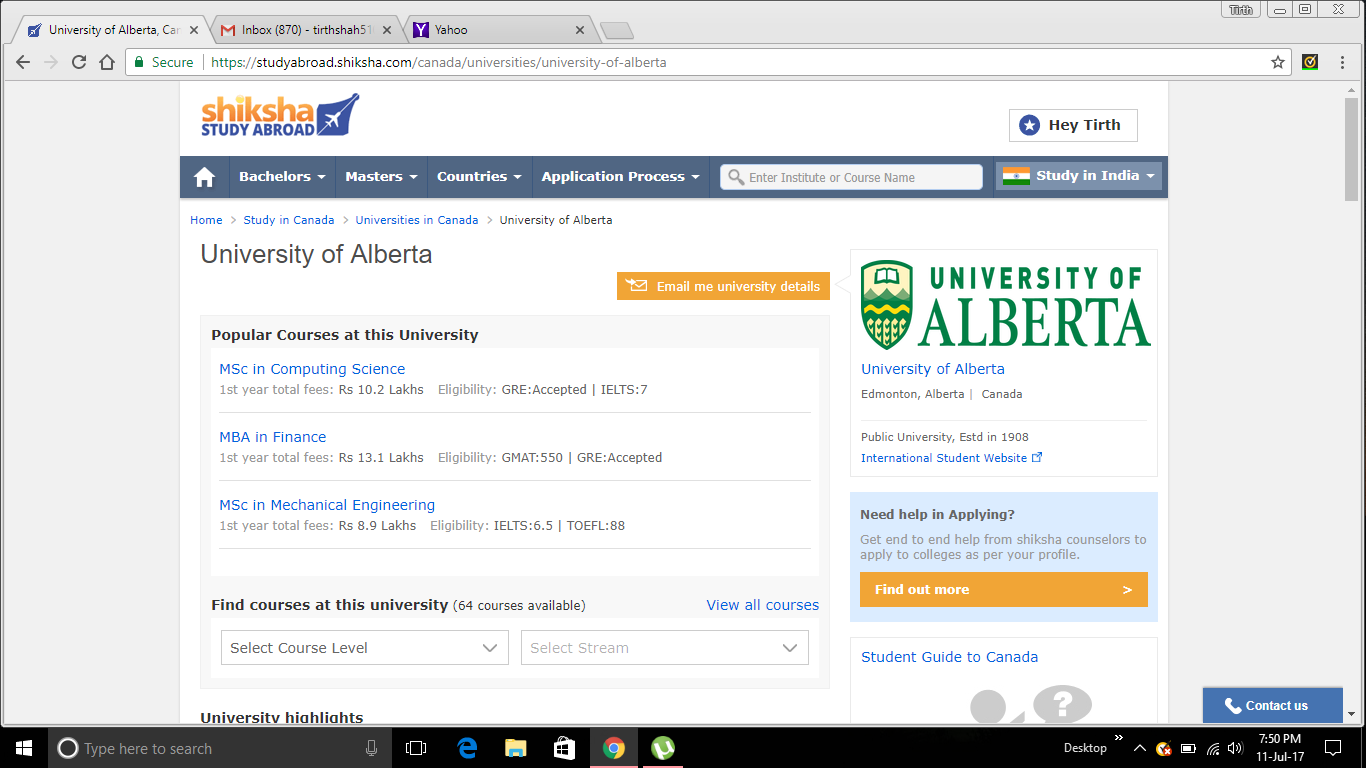 Tirth
University of Alberta, Can
Inbox (870) - tirthshah51
Yahoo
Secure
https://studyabroad.shiksha.com/canada/universities/university-of-alberta
shiksha
STUDY ABROAD
Hey Tirth
Bachelors
Masters
Countries
Application Process
Enter Institute or Course Name
Study in India
Home > Study in Canada > Universities in Canada > University of Alberta
University of Alberta
Email me university details
Popular Courses at this University
MSc in Computing Science
1st year total fees: Rs 10.2 Lakhs Eligibility: GRE:Accepted | IELTS:7
MBA in Finance
1st year total fees: Rs 13.1 Lakhs Eligibility: GMAT:550 | GRE:Accepted
MSc in Mechanical Engineering
1st year total fees: Rs 8.9 Lakhs Eligibility: IELTS:6.5 | TOEFL:88
Find courses at this university (64 courses available)
View all courses
Select Course Level
Select Stream
University highlights
UNIVERSITY OF
ALBERTA
University of Alberta
Edmonton, Alberta | Canada
Public University, Estd in 1908
International Student Website
Need help in Applying?
Get end to end help from shiksha counselors to
apply to colleges as per your profile.
Find out more >
Student Guide to Canada
?
Contact us
Type here to search
Desktop
7:50 PM
11-Jul-17